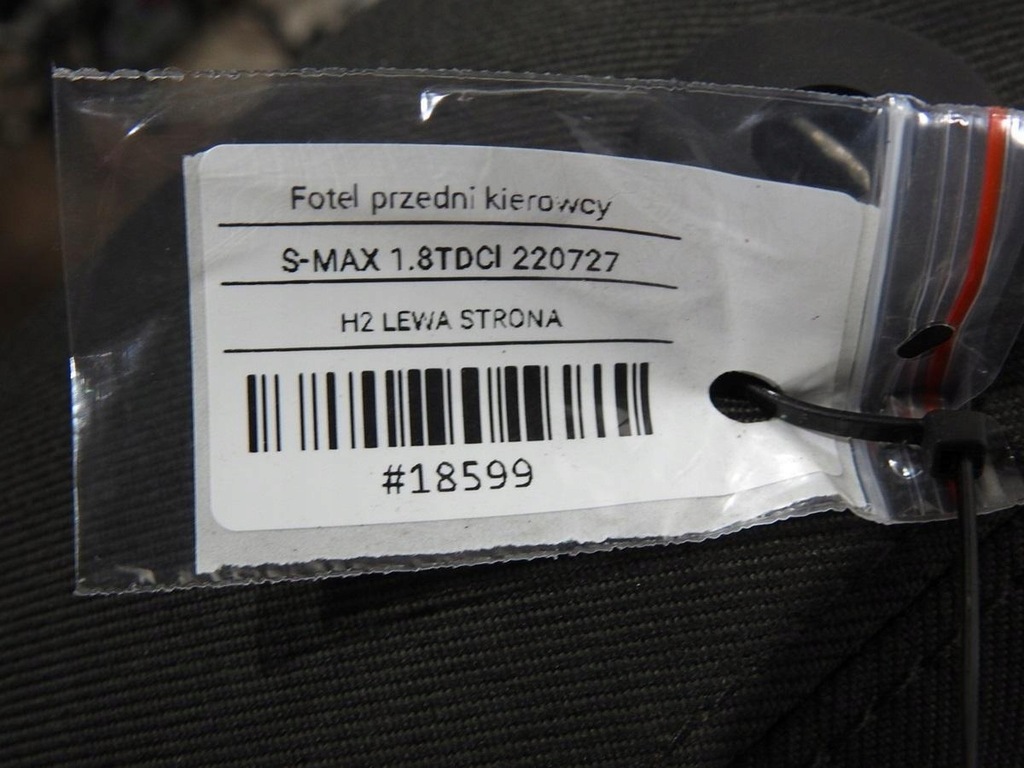 Fotel przedni kierowcy
S-MAX 1.8TDCI 220727
H2 LEWA STRONA
#18599